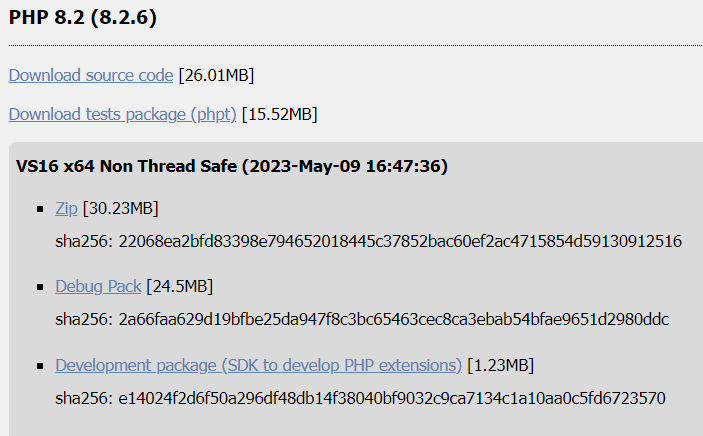 PHP 8.2 (8.2.6)
Download source code [26.01MB]
Download tests package (phpt) [15.52MB]
VS16 x64 Non Thread Safe (2023-May-09 16:47:36)
Zip [30.23MB]
sha256: 22068ea2bfd83398e794652018445c37852bac60ef2ac4715854d59130912516
Debug Pack [24.5MB]
sha256: 2a66faa629d19bfbe25da947f8c3bc65463cec8ca3ebab54bfae9651d2980ddc
Development package (SDK to develop PHP extensions) [1.23MB]
sha256: e14024f2d6f50a296df48db14f38040bf9032c9ca7134c1a10aa0c5fd6723570